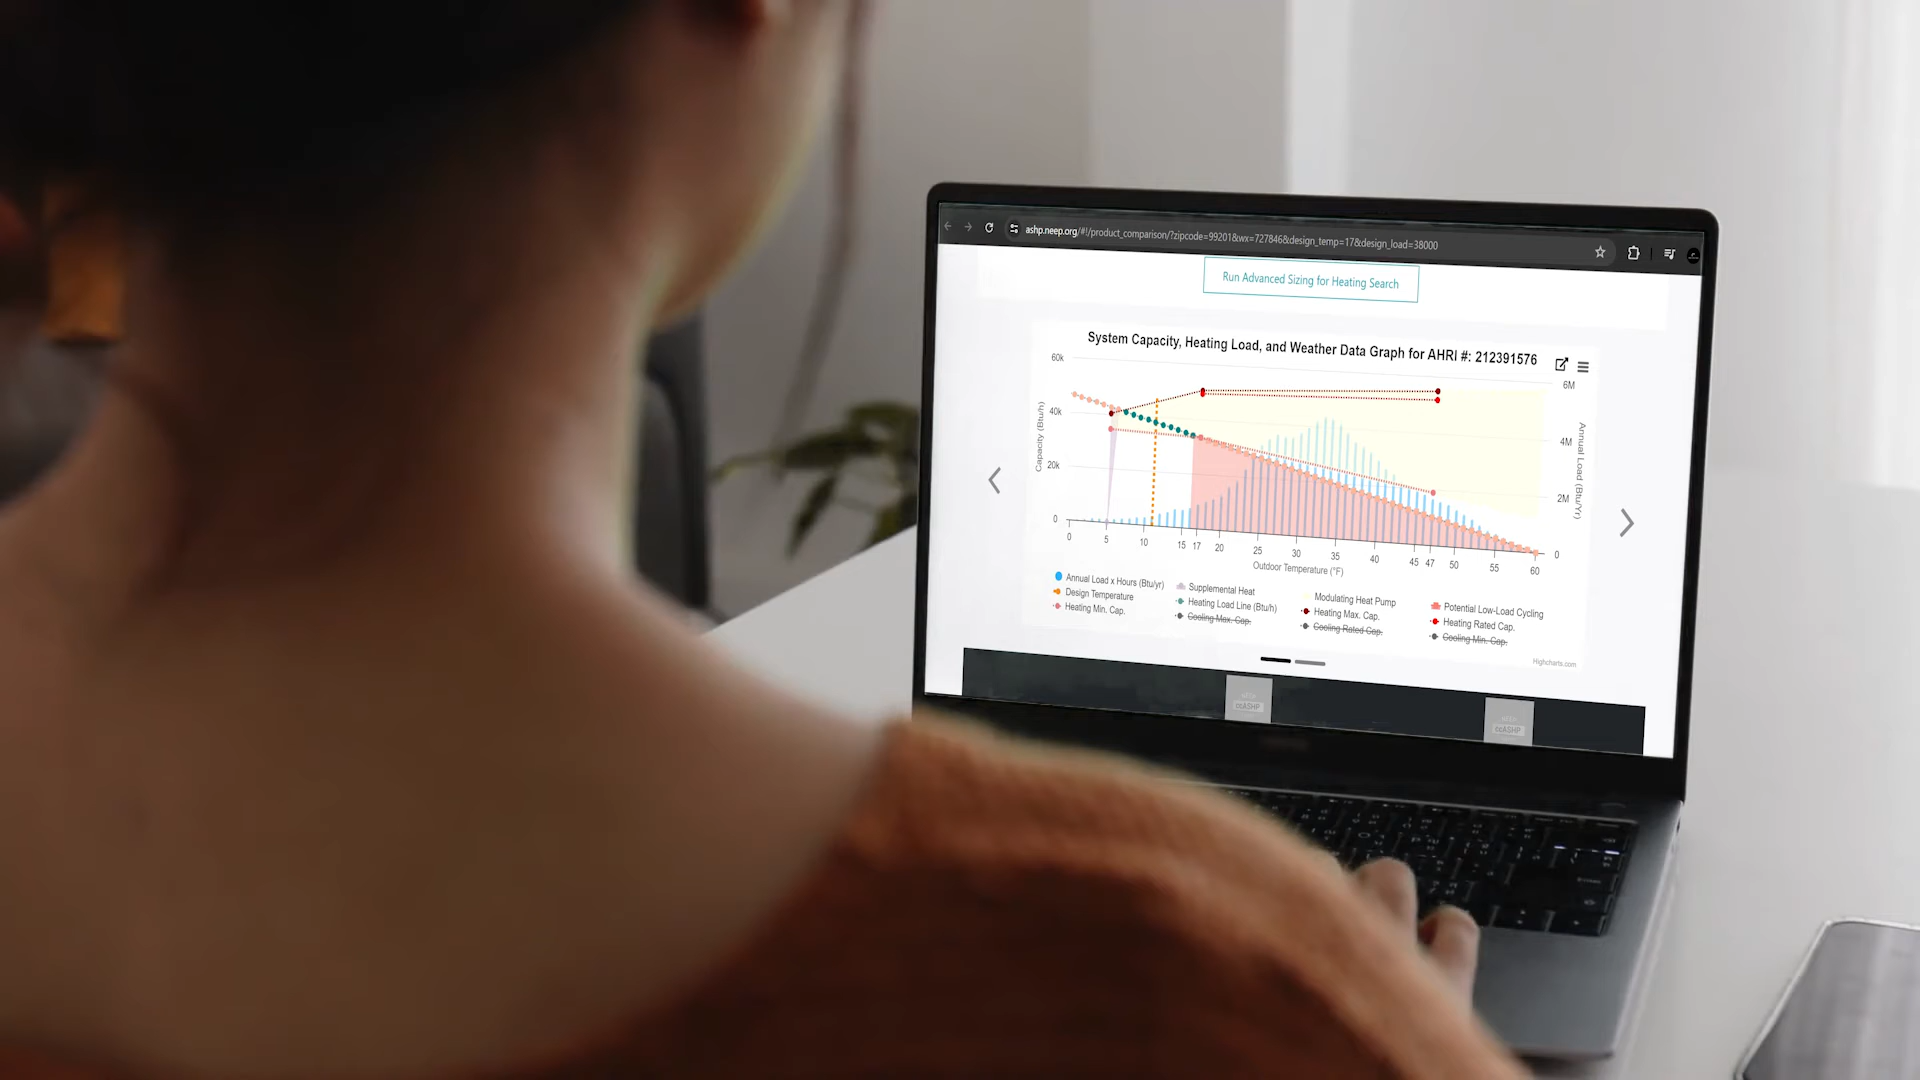 ashp.neep.org/#!/product_comparison/?zipcode=99201&wx=727846&design_temp=17&design_load=38000
Run Advanced Sizing for Heating Search
System Capacity, Heating Load, and Weather Data Graph for AHRI #: 212391576
60k
40k
20k
0
Capacity (Btu/h)
6M
4M
2M
0
Annual Load (Btu/Yr)
0 5 10 15 17 20 25 30 35 40 45 47 50 55 60
Outdoor Temperature (°F)
Annual Load x Hours (Btu/yr) Supplemental Heat Modulating Heat Pump Potential Low-Load Cycling
Design Temperature Heating Load Line (Btu/h) Heating Max. Cap. Heating Rated Cap.
Heating Min. Cap. Cooling Max. Cap. Cooling Rated Cap. Cooling Min. Cap.
Highcharts.com
ccASHP
ccASHP